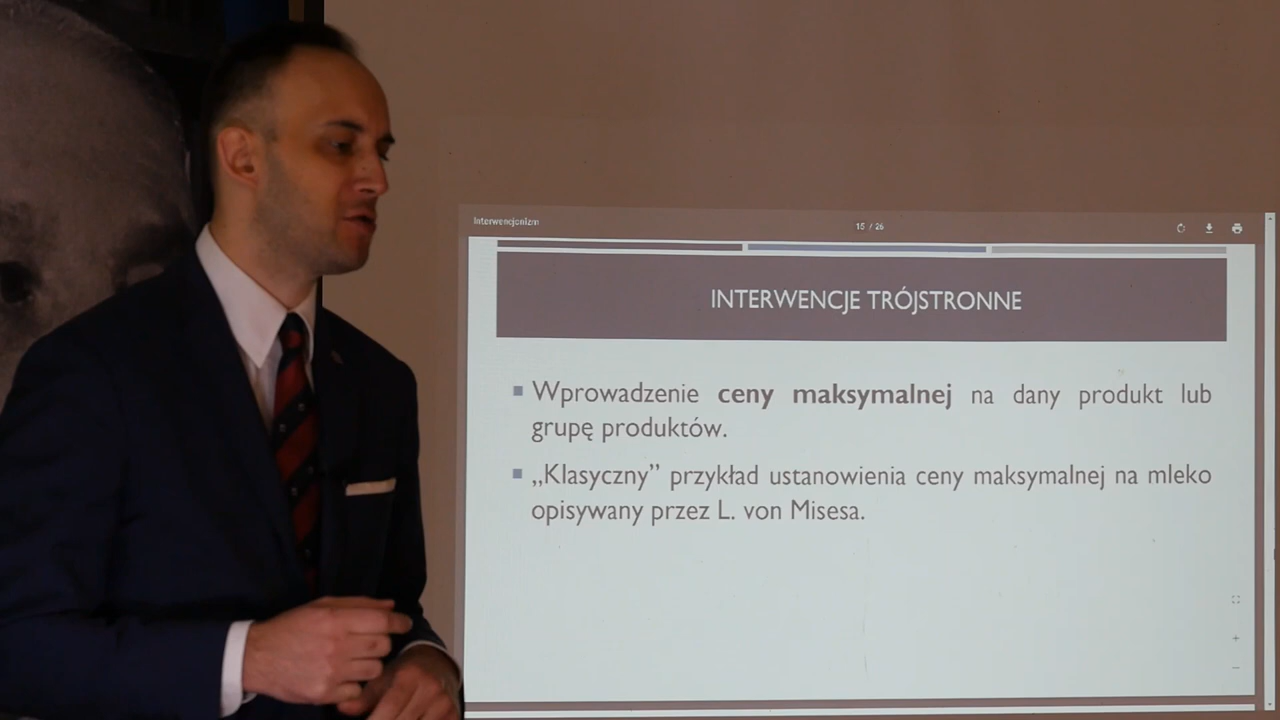 Interwencjonizm
15 / 26
INTERWENCJE TRÓJSTRONNE
Wprowadzenie ceny maksymalnej na dany produkt lub
grupę produktów.
„Klasyczny” przykład ustanowienia ceny maksymalnej na mleko
opisywany przez L. von Misesa.